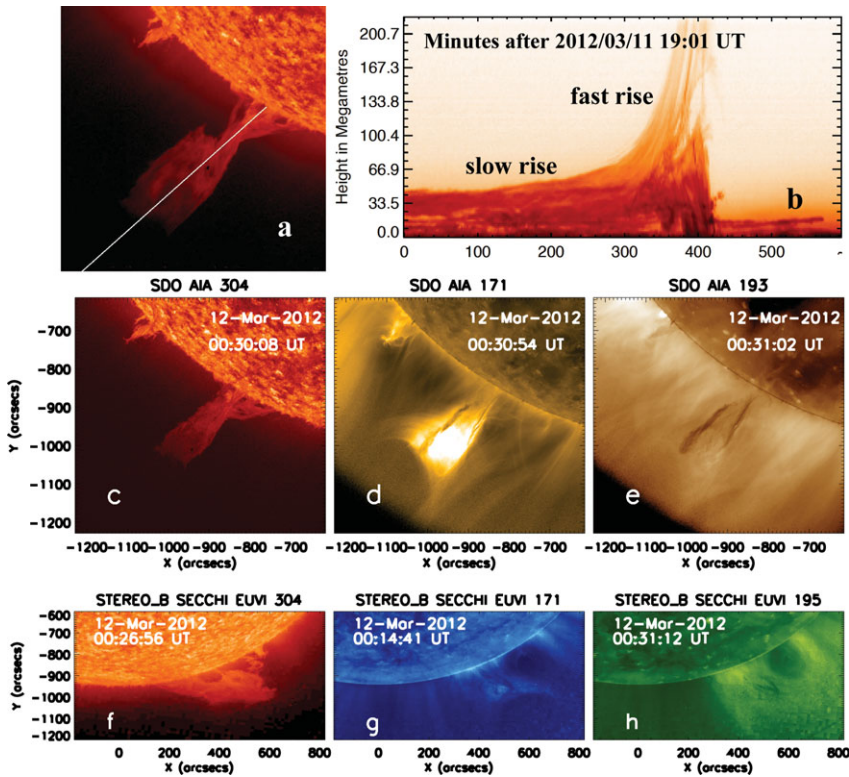 a
Minutes after 2012/03/11 19:01 UT
fast rise
slow rise
b
Height in Megametres
200.7
167.3
133.8
100.4
66.9
33.5
0.0
0 100 200 300 400 500
SDO AIA 304
12-Mar-2012
00:30:08 UT
c
Y (arcsecs)
-700
-800
-900
-1000
-1100
-1200
-1200 -1100 -1000 -900 -800 -700
X (arcsecs)
SDO AIA 171
12-Mar-2012
00:30:54 UT
d
-1200 -1100 -1000 -900 -800 -700
X (arcsecs)
SDO AIA 193
12-Mar-2012
00:31:02 UT
e
-1200 -1100 -1000 -900 -800 -700
X (arcsecs)
STEREO_B SECCHI EUVI 304
12-Mar-2012
00:26:56 UT
f
Y (arcsecs)
-600
-700
-800
-900
-1000
-1100
-1200
0 200 400 600 800
X (arcsecs)
STEREO_B SECCHI EUVI 171
12-Mar-2012
00:14:41 UT
g
0 200 400 600 800
X (arcsecs)
STEREO_B SECCHI EUVI 195
12-Mar-2012
00:31:12 UT
h
0 200 400 600 800
X (arcsecs)